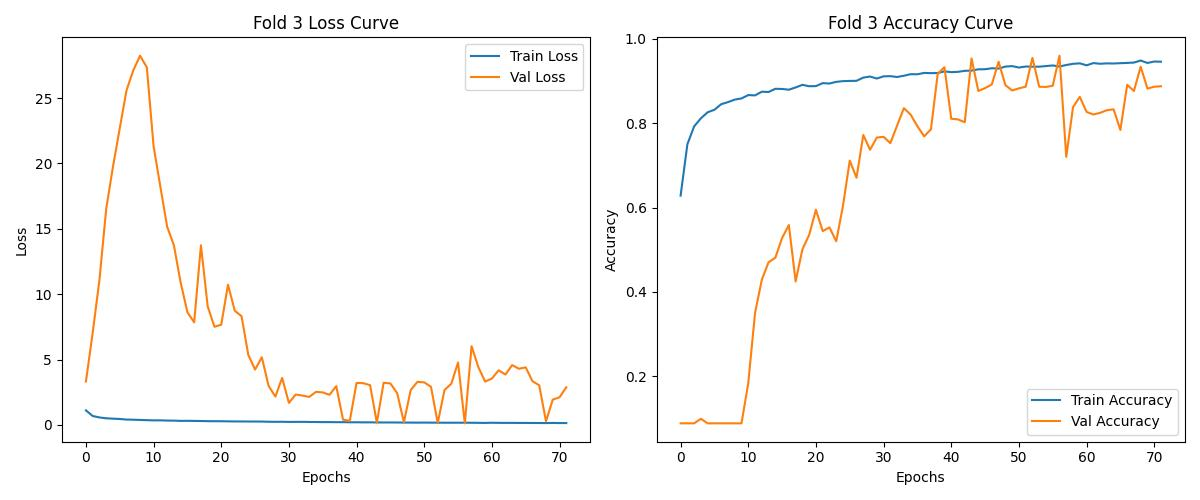 Fold 3 Loss Curve
Train Loss
Val Loss
25
20
15
10
5
0
Loss
0 10 20 30 40 50 60 70
Epochs
Fold 3 Accuracy Curve
1.0
0.8
0.6
0.4
0.2
Accuracy
Train Accuracy
Val Accuracy
0 10 20 30 40 50 60 70
Epochs